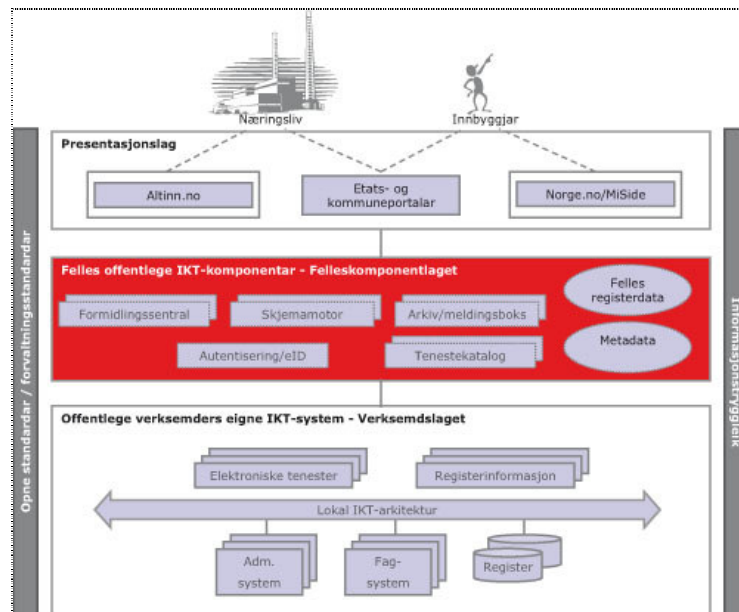 Næringsliv
Innbyggjar
Presentasjonslag
Altinn.no
Etats- og
kommuneportalar
Norge.no/MiSide
Felles offentlege IKT-komponentar - Felleskomponentlaget
Felles
registerdata
Formidlingssentral
Skjemamotor
Arkiv/meldingsboks
Autentisering/eID
Tenestekatalog
Metadata
Offentlege verksemders eigne IKT-system - Verksemdslaget
Elektroniske tenester
Registerinformasjon
Lokal IKT-arkitektur
Adm.
system
Fag-
system
Register
Opne standardar / forvaltningsstandardar
Informasjonstryggleik